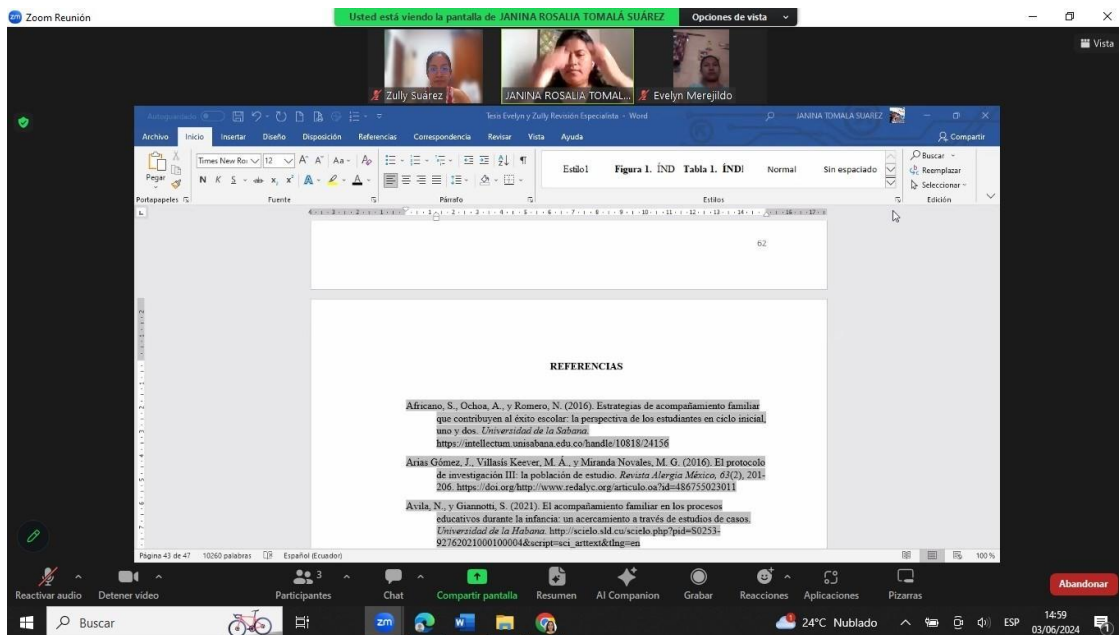 Zoom Reunión
Usted está viendo la pantalla de JANINA ROSALIA TOMALÁ SUÁREZ
Opciones de vista
Vista
Zully Suárez
JANINA ROSALIA TOMAL...
Evelyn Merejildo
Autoguardado
Tesis Evelyn y Zully Revisión Especialista - Word
JANINA TOMALA SUAREZ
Archivo Inicio Insertar Diseño Disposición Referencias Correspondencia Revisar Vista Ayuda
Compartir
Pegar
Times New Ro 12
N K S
Estilo1 Figura 1. ÍND Tabla 1. ÍNDI Normal Sin espaciado
Buscar
Reemplazar
Seleccionar
Portapapeles Fuente Párrafo Estilos Edición
62
REFERENCIAS
Africano, S., Ochoa, A., y Romero, N. (2016). Estrategias de acompañamiento familiar
que contribuyen al éxito escolar: la perspectiva de los estudiantes en ciclo inicial,
uno y dos. Universidad de la Sabana.
https://intellectum.unisabana.edu.co/handle/10818/24156
Arias Gómez, J., Villasís Keever, M. Á., y Miranda Novales, M. G. (2016). El protocolo
de investigación III: la población de estudio. Revista Alergia México, 63(2), 201-
206. https://doi.org/http://www.redalyc.org/articulo.oa?id=486755023011
Avila, N., y Giannotti, S. (2021). El acompañamiento familiar en los procesos
educativos durante la infancia: un acercamiento a través de estudios de casos.
Universidad de la Habana. http://scielo.sld.cu/scielo.php?pid=S0253-
92762021000100004&script=sci_arttext&tlng=en
Página 43 de 47 10260 palabras Español (Ecuador) 100 %
Reactivar audio Detener video Participantes 3 Chat Compartir pantalla Resumen AI Companion Grabar Reacciones Aplicaciones Pizarras
Abandonar
Buscar
zm
24°C Nublado
ESP
14:59
03/06/2024